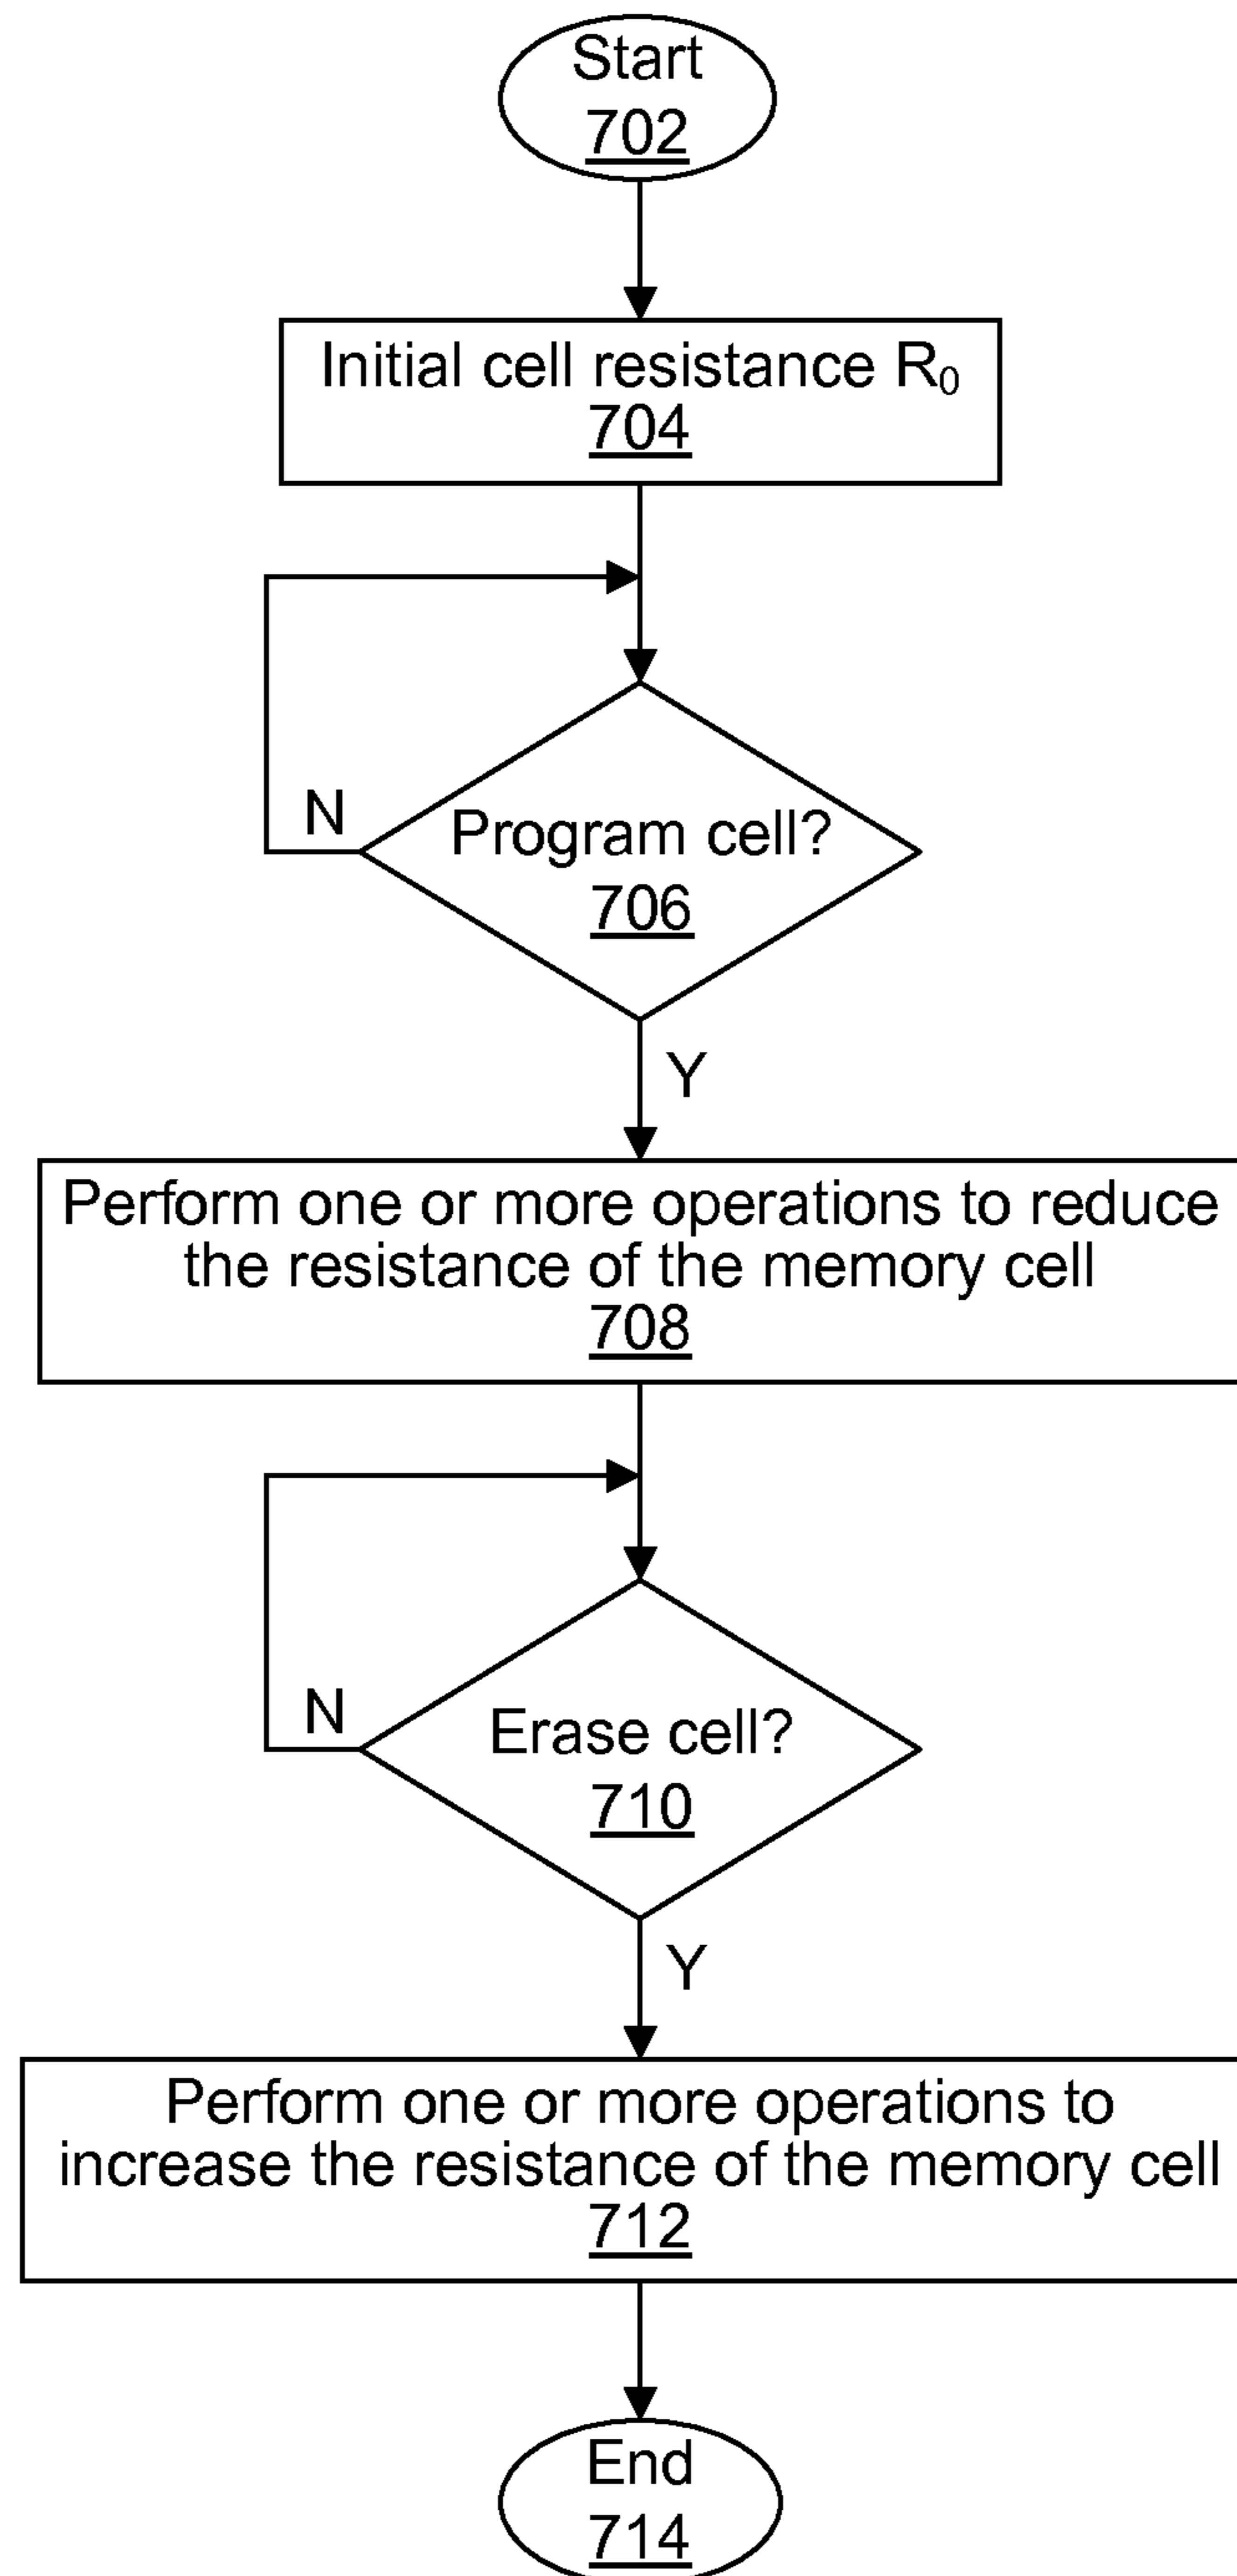 Start
702
Initial cell resistance R₀
704
N
Program cell?
706
Y
Perform one or more operations to reduce
the resistance of the memory cell
708
N
Erase cell?
710
Y
Perform one or more operations to
increase the resistance of the memory cell
712
End
714